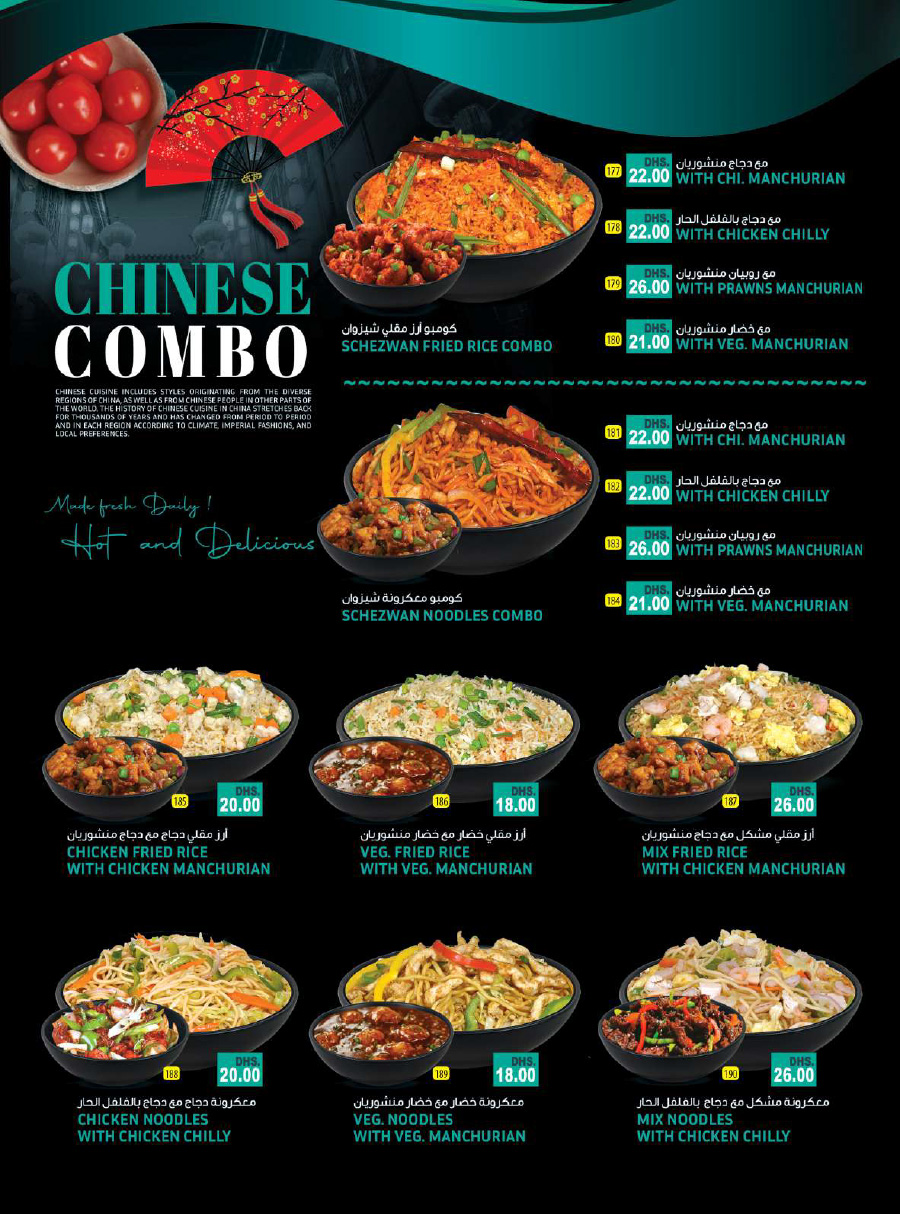 CHINESE
COMBO
CHINESE CUISINE INCLUDES STYLES ORIGINATING FROM THE DIVERSE
REGIONS OF CHINA, AS WELL AS FROM CHINESE PEOPLE IN OTHER PARTS OF
THE WORLD. THE HISTORY OF CHINESE CUISINE IN CHINA STRETCHES BACK
FOR THOUSANDS OF YEARS AND HAS CHANGED FROM PERIOD TO PERIOD
AND IN EACH REGION ACCORDING TO CLIMATE, IMPERIAL FASHIONS, AND
LOCAL PREFERENCES.
Made fresh Daily !
Hot and Delicious
كومبو أرز مقلي شيزوان
SCHEZWAN FRIED RICE COMBO
177 DHS. 22.00
مع دجاج منشوريان
WITH CHI. MANCHURIAN
178 DHS. 22.00
مع دجاج بالفلفل الحار
WITH CHICKEN CHILLY
179 DHS. 26.00
مع روبيان منشوريان
WITH PRAWNS MANCHURIAN
180 DHS. 21.00
مع خضار منشوريان
WITH VEG. MANCHURIAN
كومبو معكرونة شيزوان
SCHEZWAN NOODLES COMBO
181 DHS. 22.00
مع دجاج منشوريان
WITH CHI. MANCHURIAN
182 DHS. 22.00
مع دجاج بالفلفل الحار
WITH CHICKEN CHILLY
183 DHS. 26.00
مع روبيان منشوريان
WITH PRAWNS MANCHURIAN
184 DHS. 21.00
مع خضار منشوريان
WITH VEG. MANCHURIAN
185 DHS. 20.00
أرز مقلي دجاج مع دجاج منشوريان
CHICKEN FRIED RICE
WITH CHICKEN MANCHURIAN
186 DHS. 18.00
أرز مقلي خضار مع خضار منشوريان
VEG. FRIED RICE
WITH VEG. MANCHURIAN
187 DHS. 26.00
أرز مقلي مشكل مع دجاج منشوريان
MIX FRIED RICE
WITH CHICKEN MANCHURIAN
188 DHS. 20.00
معكرونة دجاج مع دجاج بالفلفل الحار
CHICKEN NOODLES
WITH CHICKEN CHILLY
189 DHS. 18.00
معكرونة خضار مع خضار منشوريان
VEG. NOODLES
WITH VEG. MANCHURIAN
190 DHS. 26.00
معكرونة مشكل مع دجاج بالفلفل الحار
MIX NOODLES
WITH CHICKEN CHILLY